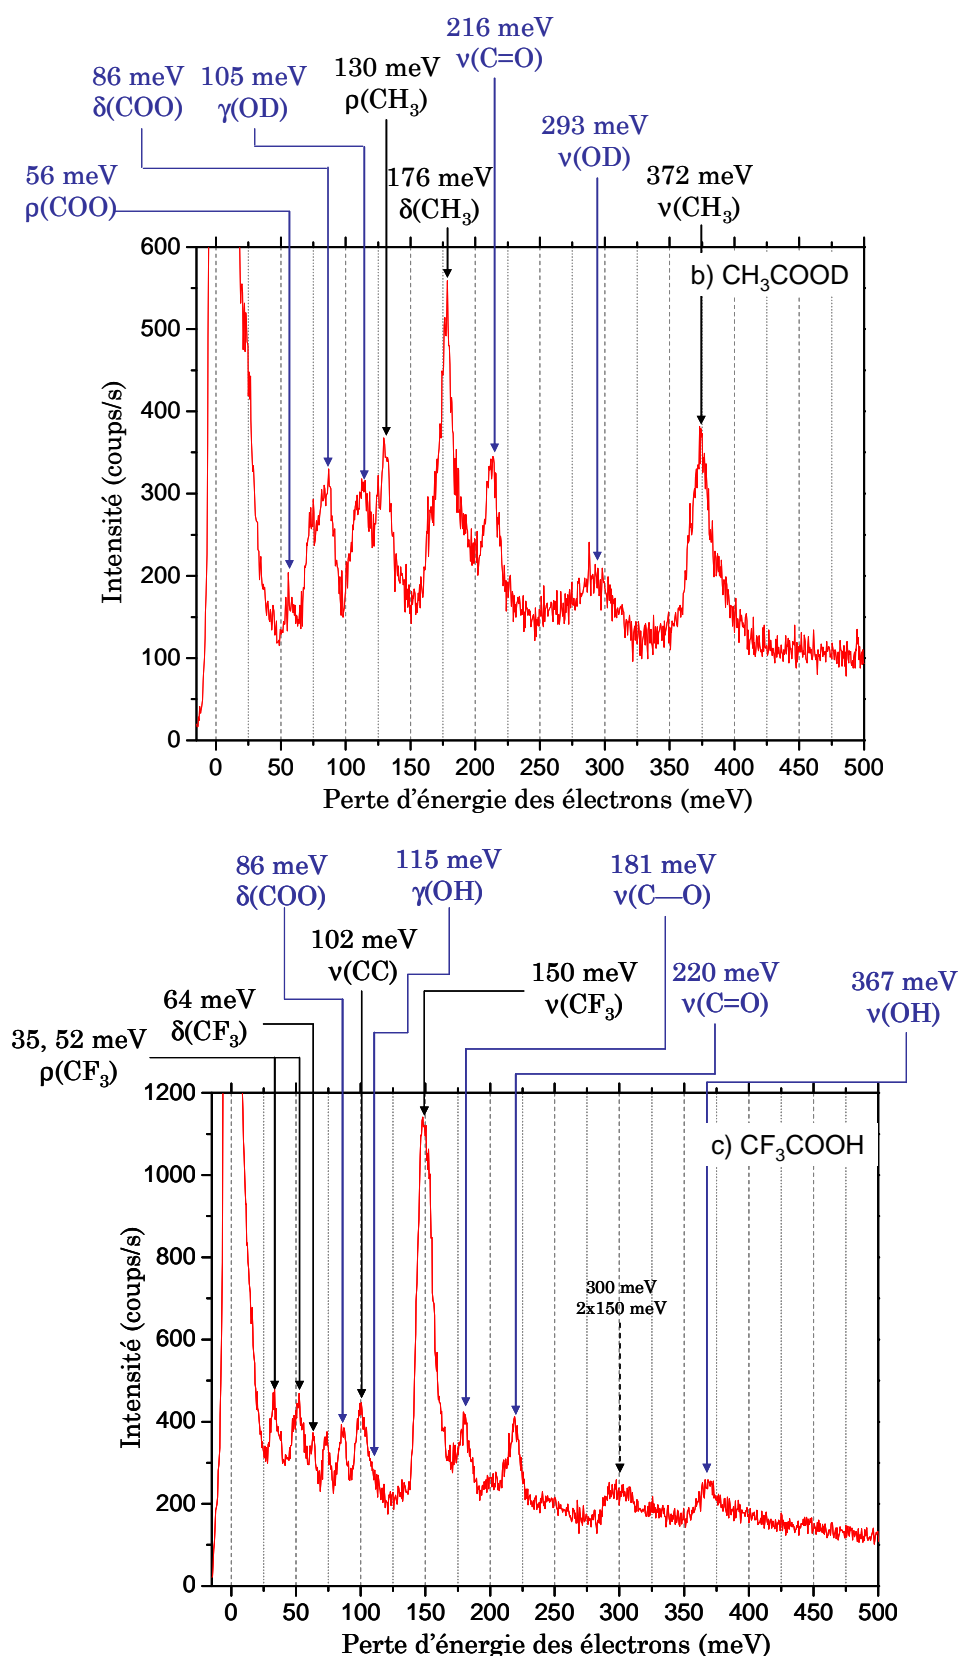 216 meV
ν(C=O)
86 meV
δ(COO)
105 meV
γ(OD)
130 meV
ρ(CH₃)
293 meV
ν(OD)
56 meV
ρ(COO)
176 meV
δ(CH₃)
372 meV
ν(CH₃)
b) CH₃COOD
600
500
400
300
200
100
0
Intensité (coups/s)
0 50 100 150 200 250 300 350 400 450 500
Perte d'énergie des électrons (meV)
86 meV
δ(COO)
115 meV
γ(OH)
181 meV
ν(C—O)
102 meV
ν(CC)
150 meV
ν(CF₃)
220 meV
ν(C=O)
367 meV
ν(OH)
64 meV
δ(CF₃)
35, 52 meV
ρ(CF₃)
c) CF₃COOH
300 meV
2x150 meV
1200
1000
800
600
400
200
0
Intensité (coups/s)
0 50 100 150 200 250 300 350 400 450 500
Perte d'énergie des électrons (meV)